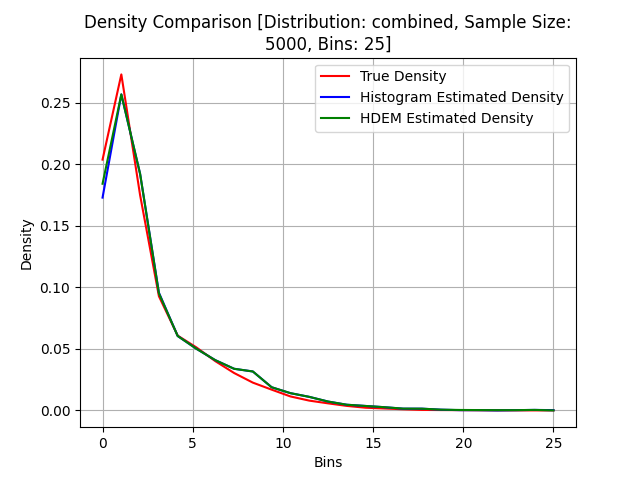 Density Comparison [Distribution: combined, Sample Size:
5000, Bins: 25]
True Density
Histogram Estimated Density
HDEM Estimated Density
Density
0.25
0.20
0.15
0.10
0.05
0.00
0 5 10 15 20 25
Bins